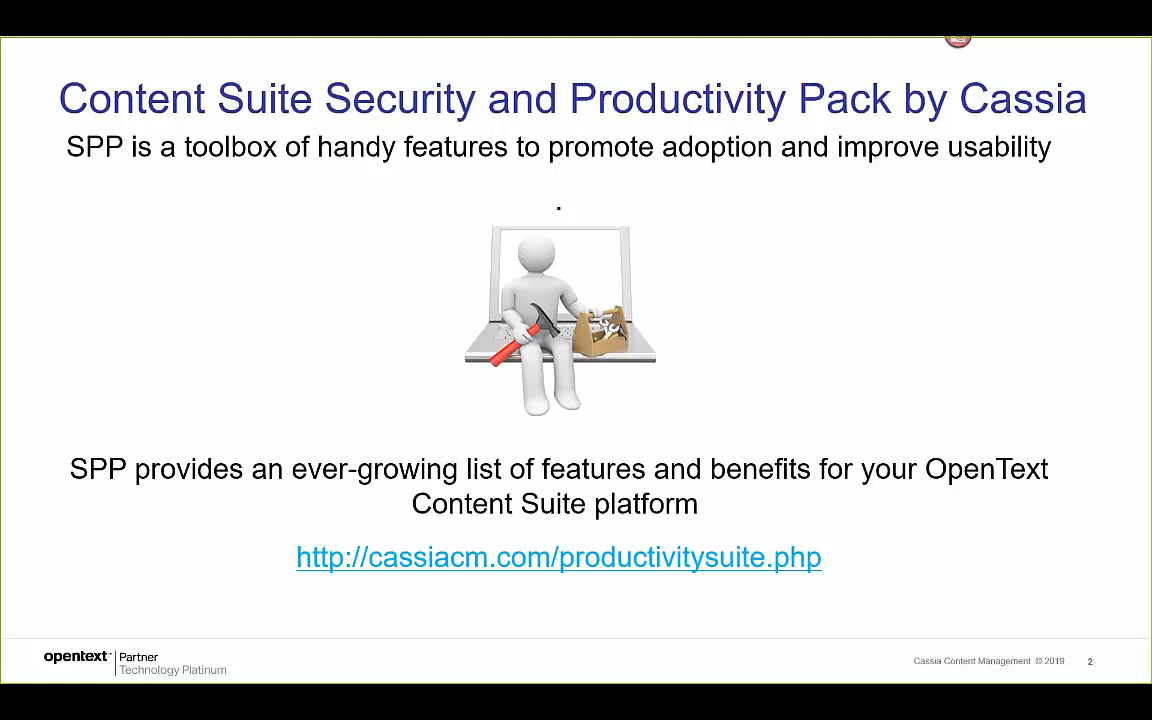 Content Suite Security and Productivity Pack by Cassia
SPP is a toolbox of handy features to promote adoption and improve usability
.
SPP provides an ever-growing list of features and benefits for your OpenText
Content Suite platform
http://cassiacm.com/productivitysuite.php
opentext™ | Partner
Technology Platinum
Cassia Content Management © 2019 2